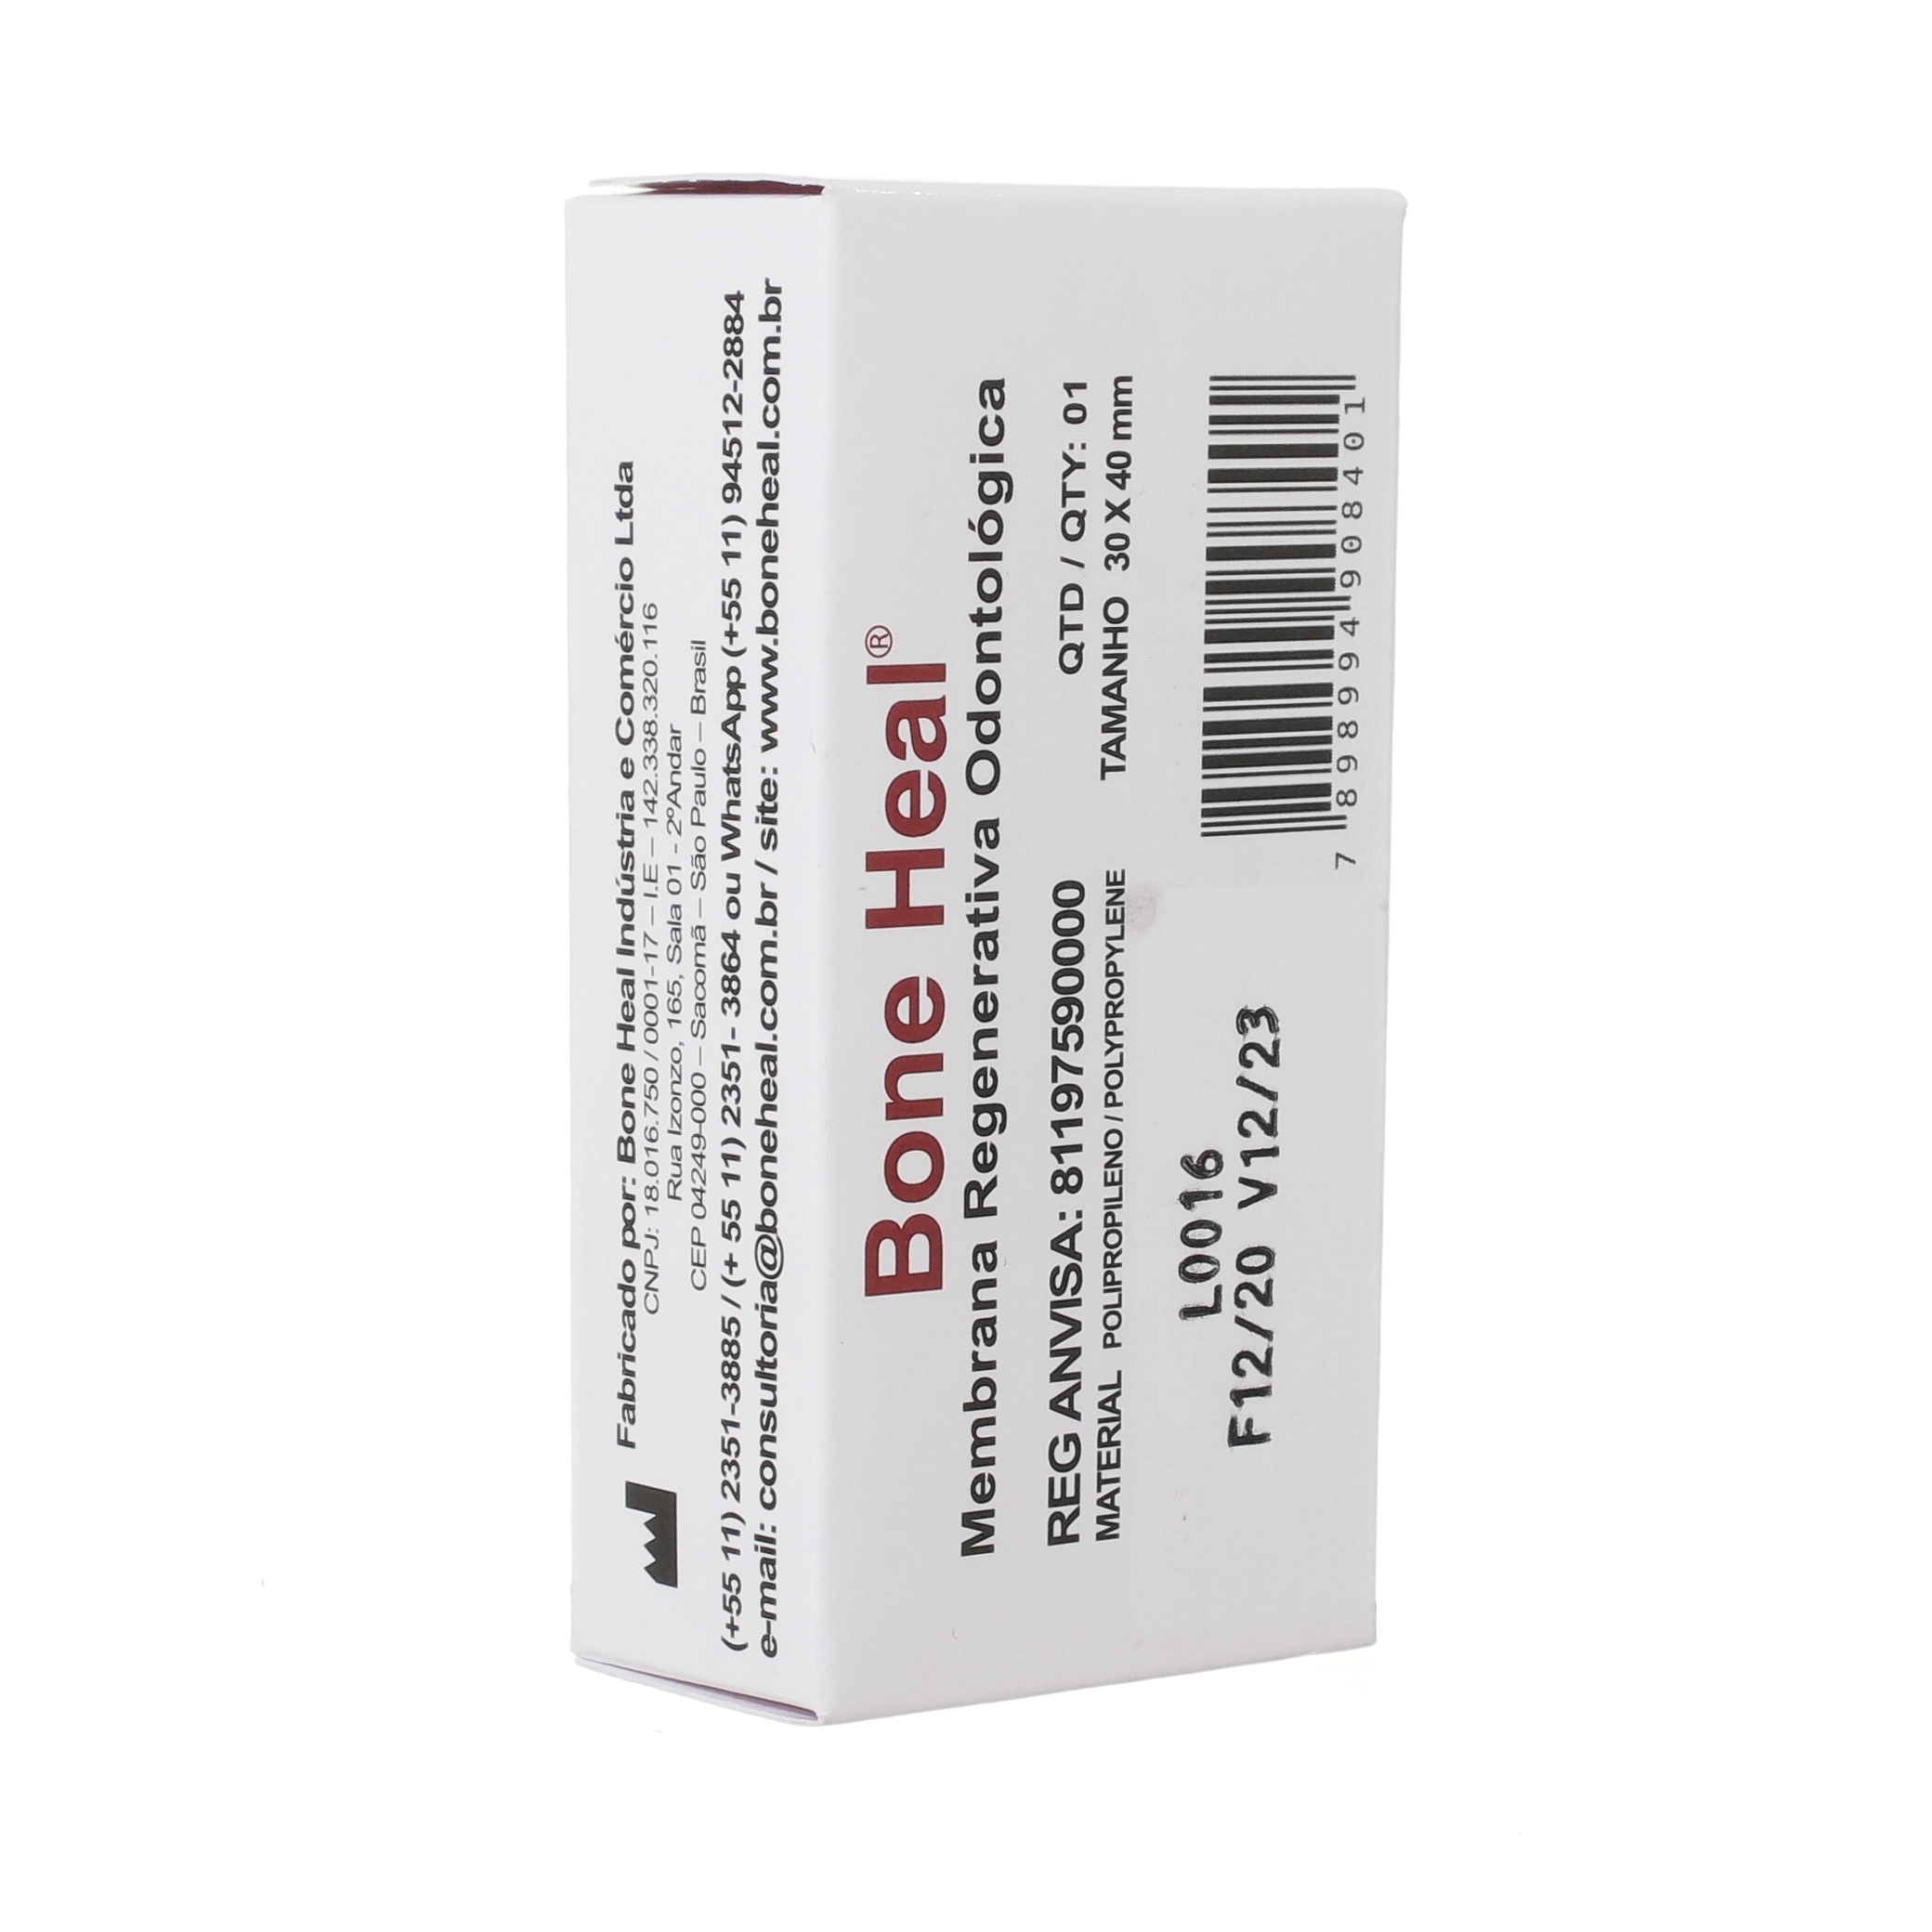 Fabricado por: Bone Heal Indústria e Comércio Ltda
CNPJ: 18.016.750 / 0001-17 – I.E – 142.338.320.116
Rua Izonzo, 165, Sala 01 - 2ºAndar
CEP 04249-000 – Sacomã – São Paulo – Brasil
(+55 11) 2351-3885 / (+ 55 11) 2351- 3864 ou WhatsApp (+55 11) 94512-2884
e-mail: consultoria@boneheal.com.br / site: www.boneheal.com.br
Bone Heal®
Membrana Regenerativa Odontológica
REG ANVISA: 81197590000 QTD / QTY: 01
MATERIAL POLIPROPILENO / POLYPROPYLENE TAMANHO 30 X 40 mm
L0016
F12/20 V12/23
7 898994 908401